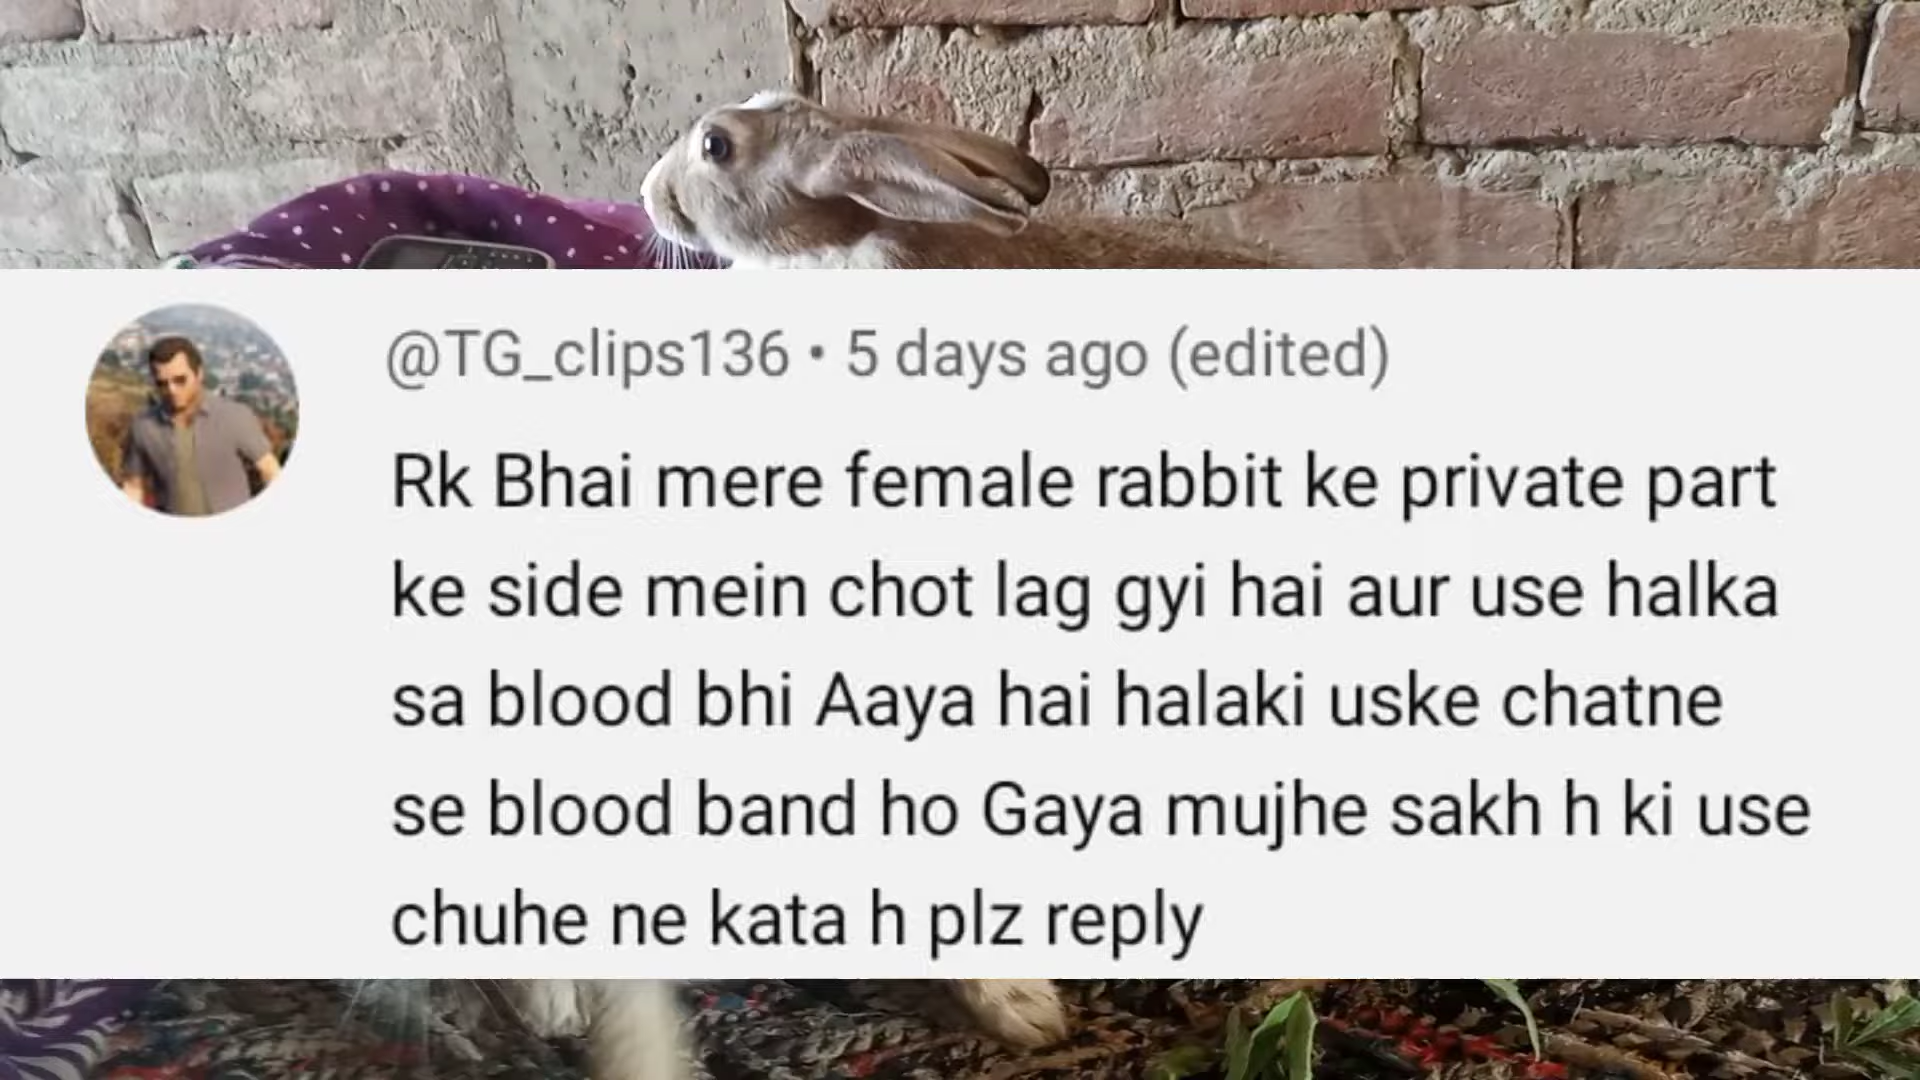 @TG_clips136 • 5 days ago (edited)
Rk Bhai mere female rabbit ke private part
ke side mein chot lag gyi hai aur use halka
sa blood bhi Aaya hai halaki uske chatne
se blood band ho Gaya mujhe sakh h ki use
chuhe ne kata h plz reply